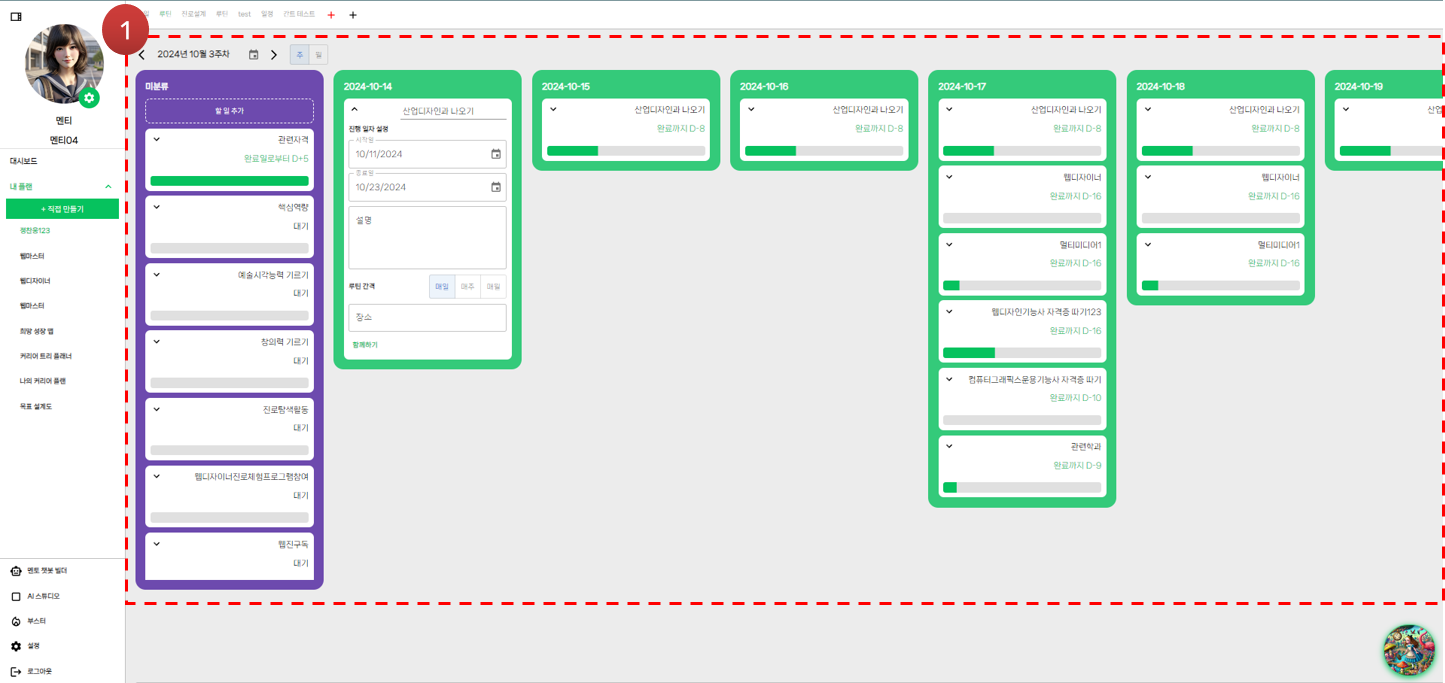 1
루틴
진로설계
루틴
test
일정
간트 테스트
+
+
멘티
멘티04
대시보드
내 플랜
+ 직접 만들기
웹마스터
웹디자이너
웹마스터
희망 성장 맵
커리어 트리 플래너
나의 커리어 플랜
목표 설계도
멘토 챗봇 빌더
AI 스튜디오
부스터
설정
로그아웃
2024년 10월 3주차
주
월
미분류
할 일 추가
관련자격
완료일로부터 D+5
핵심역량
대기
예술시각능력 기르기
대기
창의력 기르기
대기
진로탐색활동
대기
웹디자이너진로체험프로그램참여
대기
웹진구독
대기
2024-10-14
산업디자인과 나오기
진행 일자 설정
시작일
10/11/2024
종료일
10/23/2024
설명
루틴 간격
매일
매주
매월
장소
함께하기
2024-10-15
산업디자인과 나오기
완료까지 D-8
2024-10-16
산업디자인과 나오기
완료까지 D-8
2024-10-17
산업디자인과 나오기
완료까지 D-8
웹디자이너
완료까지 D-16
멀티미디어1
완료까지 D-16
웹디자인기능사 자격증 따기123
완료까지 D-16
컴퓨터그래픽스운용기능사 자격증 따기
완료까지 D-10
관련학과
완료까지 D-9
2024-10-18
산업디자인과 나오기
완료까지 D-8
웹디자이너
완료까지 D-16
멀티미디어1
완료까지 D-16
2024-10-19